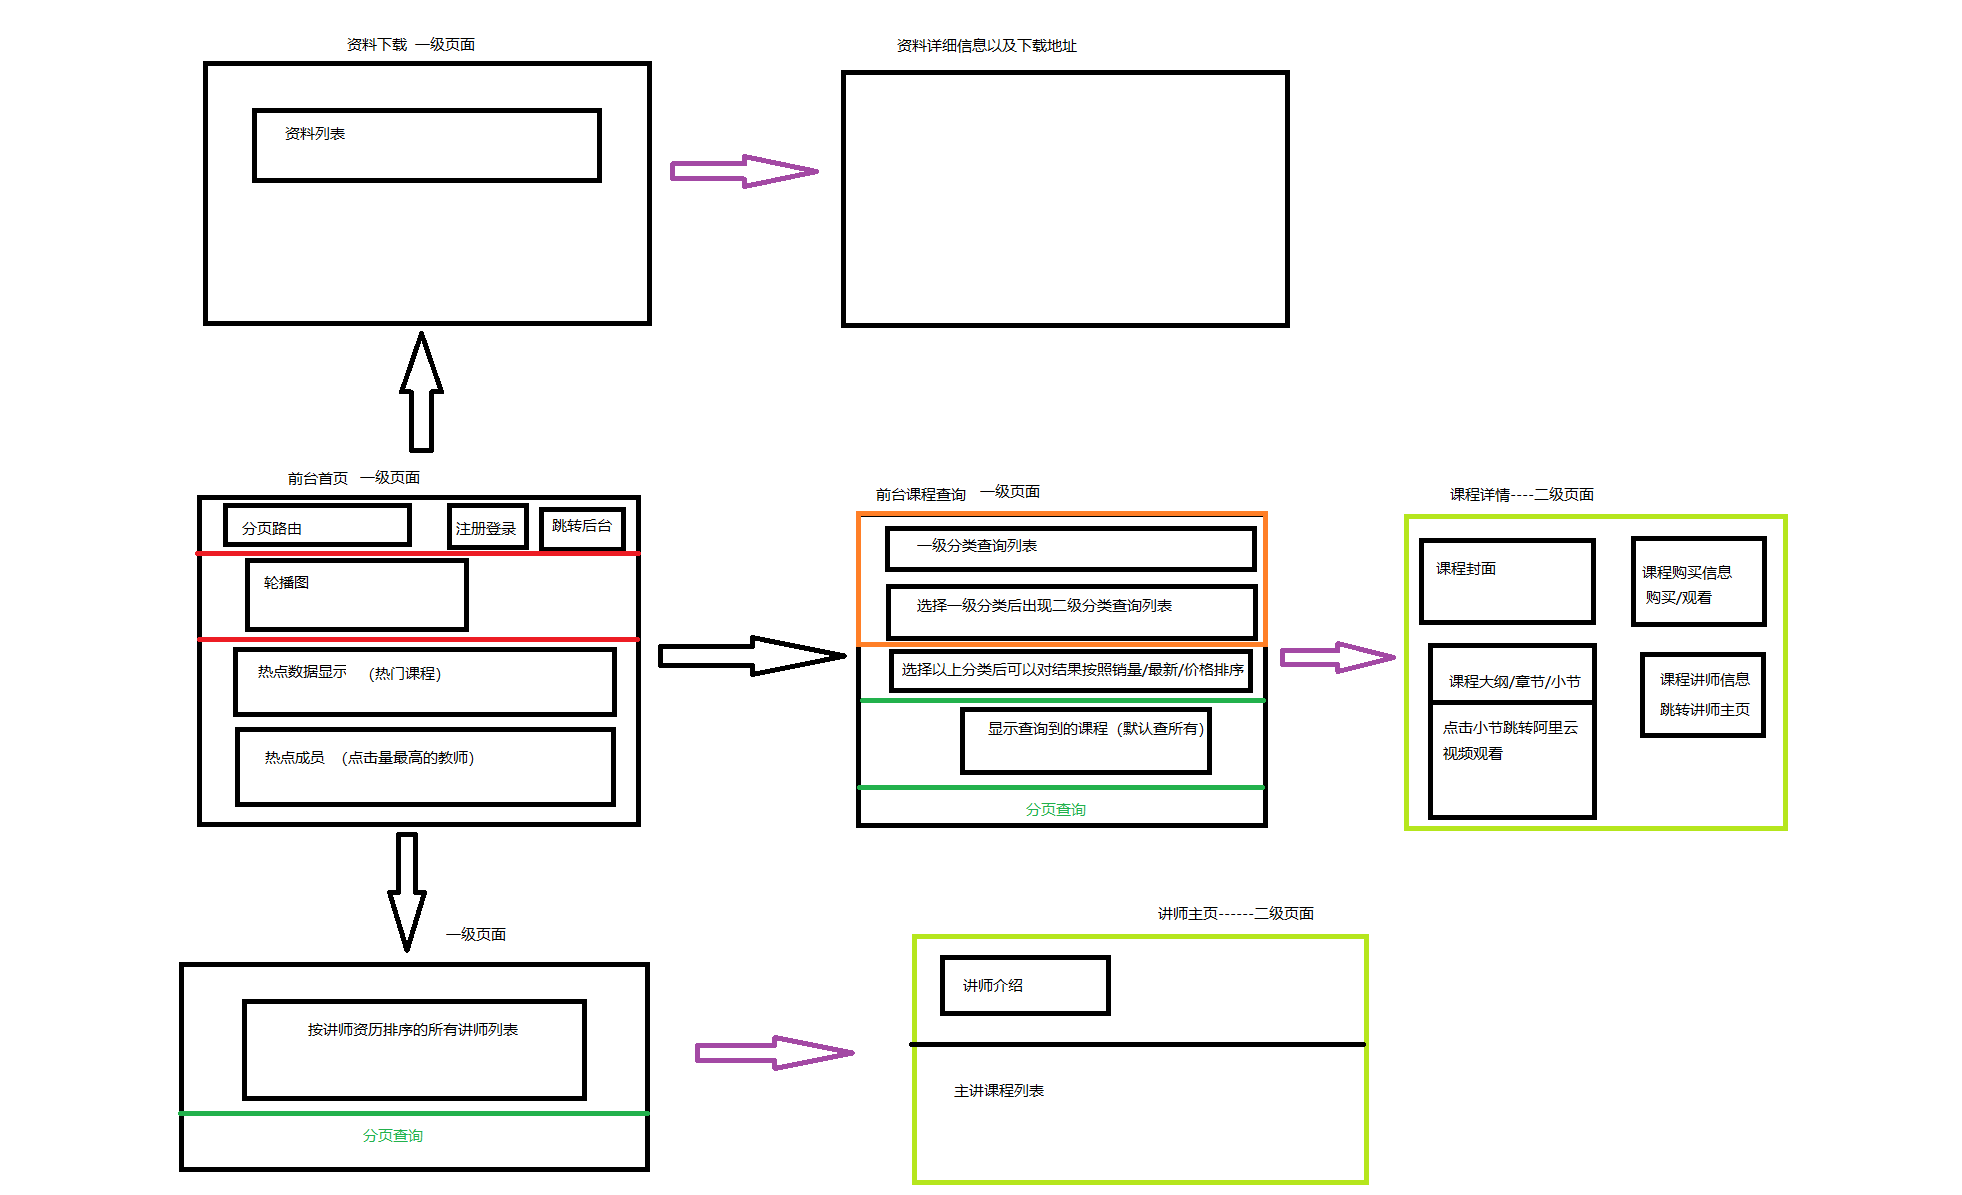 资料下载 一级页面
资料详细信息以及下载地址
资料列表
前台首页 一级页面
分页路由
注册登录
跳转后台
轮播图
热点数据显示 （热门课程）
热点成员 （点击量最高的教师）
前台课程查询 一级页面
一级分类查询列表
选择一级分类后出现二级分类查询列表
选择以上分类后可以对结果按照销量/最新/价格排序
显示查询到的课程（默认查所有）
分页查询
课程详情----二级页面
课程封面
课程购买信息
购买/观看
课程大纲/章节/小节
点击小节跳转阿里云
视频观看
课程讲师信息
跳转讲师主页
一级页面
按讲师资历排序的所有讲师列表
分页查询
讲师主页------二级页面
讲师介绍
主讲课程列表